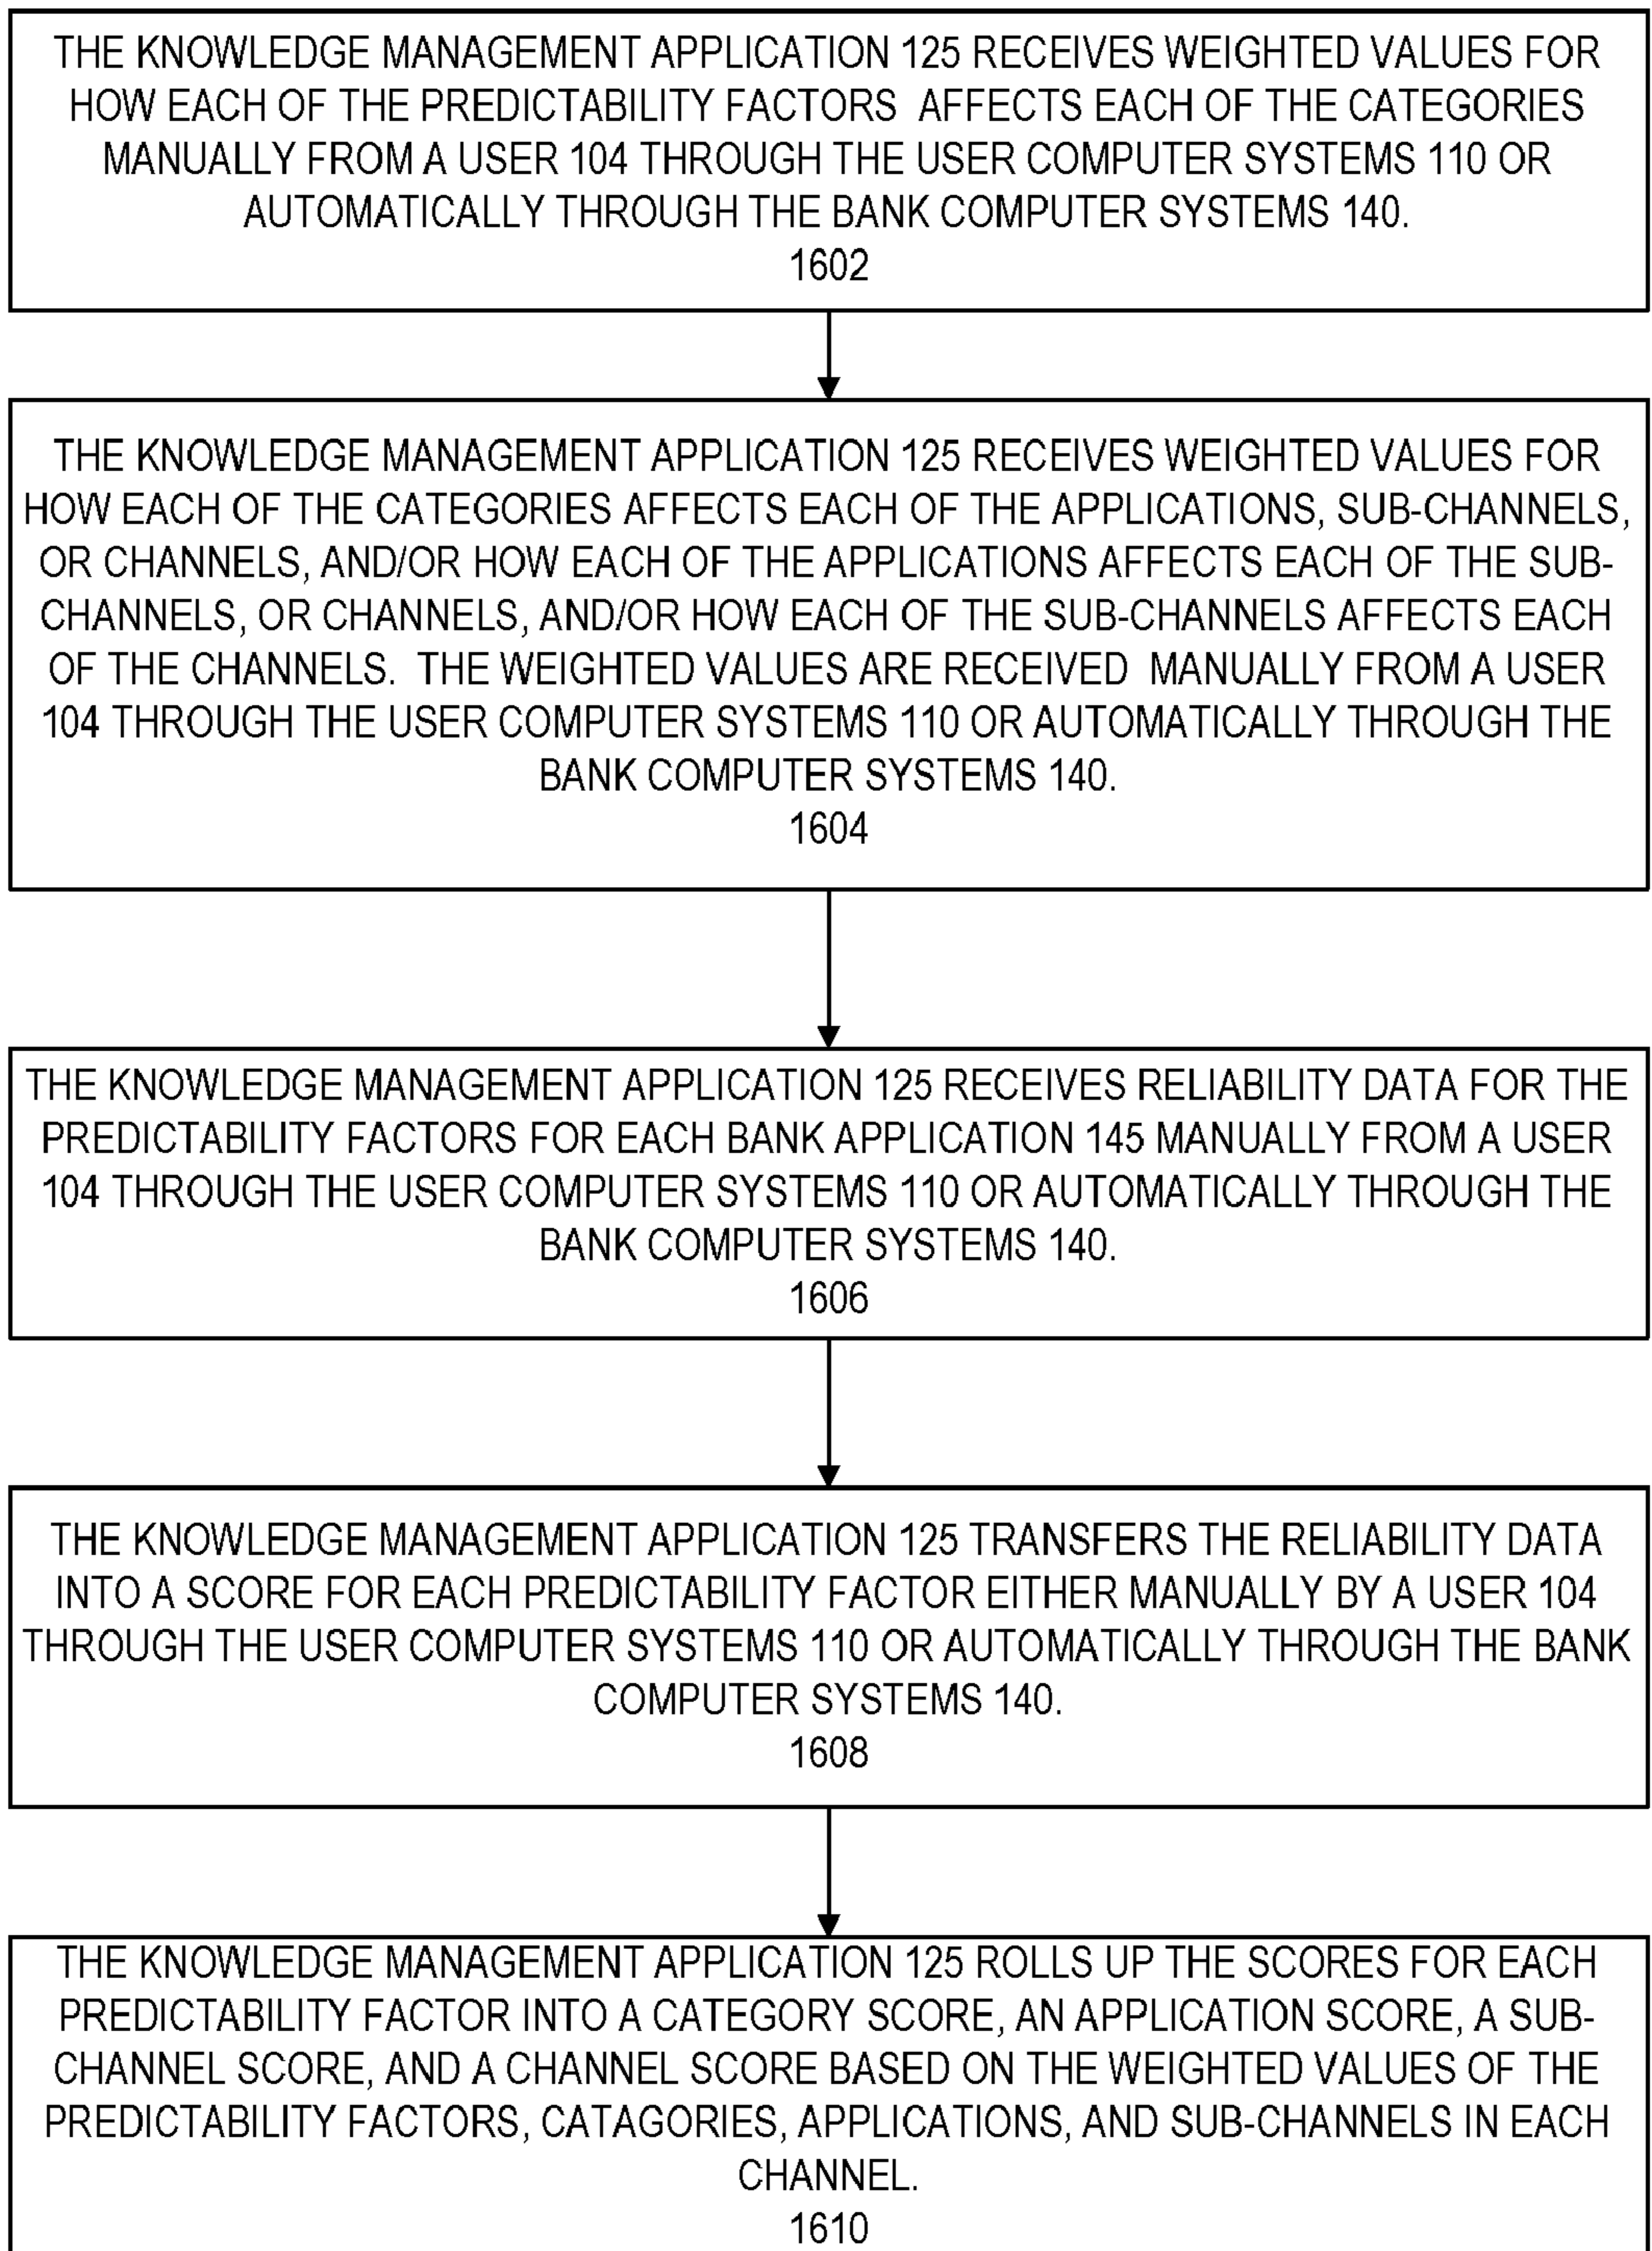 THE KNOWLEDGE MANAGEMENT APPLICATION 125 RECEIVES WEIGHTED VALUES FOR
HOW EACH OF THE PREDICTABILITY FACTORS AFFECTS EACH OF THE CATEGORIES
MANUALLY FROM A USER 104 THROUGH THE USER COMPUTER SYSTEMS 110 OR
AUTOMATICALLY THROUGH THE BANK COMPUTER SYSTEMS 140.
1602
THE KNOWLEDGE MANAGEMENT APPLICATION 125 RECEIVES WEIGHTED VALUES FOR
HOW EACH OF THE CATEGORIES AFFECTS EACH OF THE APPLICATIONS, SUB-CHANNELS,
OR CHANNELS, AND/OR HOW EACH OF THE APPLICATIONS AFFECTS EACH OF THE SUB-
CHANNELS, OR CHANNELS, AND/OR HOW EACH OF THE SUB-CHANNELS AFFECTS EACH
OF THE CHANNELS. THE WEIGHTED VALUES ARE RECEIVED MANUALLY FROM A USER
104 THROUGH THE USER COMPUTER SYSTEMS 110 OR AUTOMATICALLY THROUGH THE
BANK COMPUTER SYSTEMS 140.
1604
THE KNOWLEDGE MANAGEMENT APPLICATION 125 RECEIVES RELIABILITY DATA FOR THE
PREDICTABILITY FACTORS FOR EACH BANK APPLICATION 145 MANUALLY FROM A USER
104 THROUGH THE USER COMPUTER SYSTEMS 110 OR AUTOMATICALLY THROUGH THE
BANK COMPUTER SYSTEMS 140.
1606
THE KNOWLEDGE MANAGEMENT APPLICATION 125 TRANSFERS THE RELIABILITY DATA
INTO A SCORE FOR EACH PREDICTABILITY FACTOR EITHER MANUALLY BY A USER 104
THROUGH THE USER COMPUTER SYSTEMS 110 OR AUTOMATICALLY THROUGH THE BANK
COMPUTER SYSTEMS 140.
1608
THE KNOWLEDGE MANAGEMENT APPLICATION 125 ROLLS UP THE SCORES FOR EACH
PREDICTABILITY FACTOR INTO A CATEGORY SCORE, AN APPLICATION SCORE, A SUB-
CHANNEL SCORE, AND A CHANNEL SCORE BASED ON THE WEIGHTED VALUES OF THE
PREDICTABILITY FACTORS, CATAGORIES, APPLICATIONS, AND SUB-CHANNELS IN EACH
CHANNEL.
1610